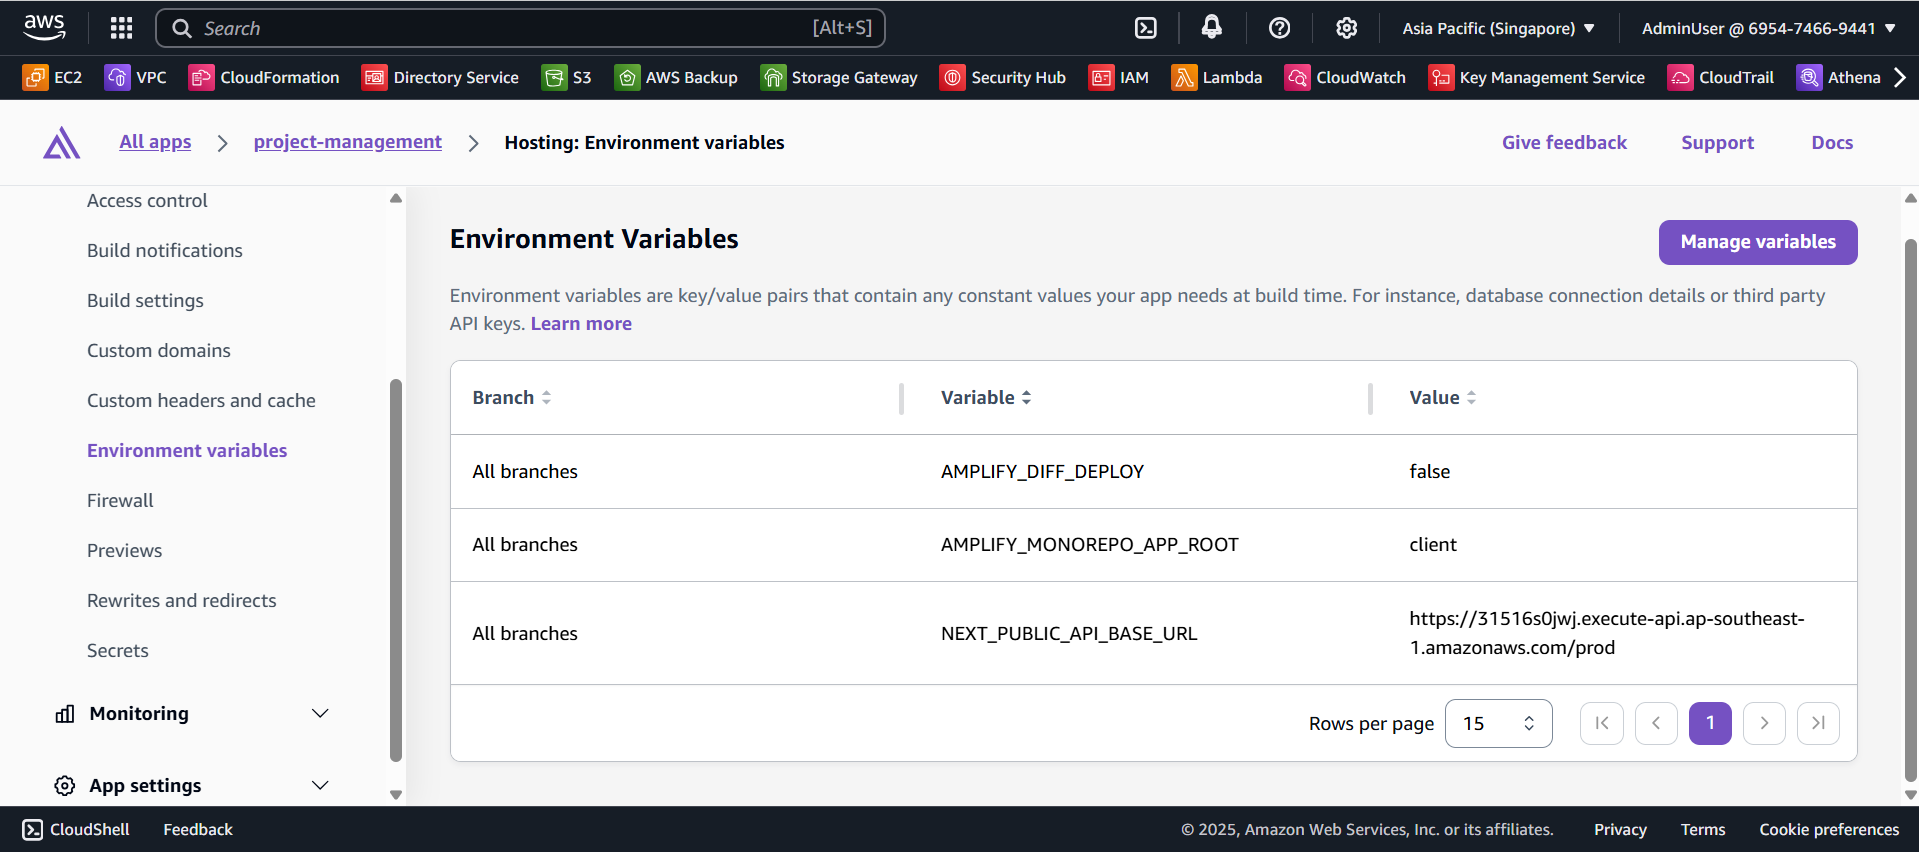 aws
Search [Alt+S]
Asia Pacific (Singapore)
AdminUser @ 6954-7466-9441
EC2 VPC CloudFormation Directory Service S3 AWS Backup Storage Gateway Security Hub IAM Lambda CloudWatch Key Management Service CloudTrail Athena
All apps project-management Hosting: Environment variables
Give feedback Support Docs
Access control
Build notifications
Build settings
Custom domains
Custom headers and cache
Environment variables
Firewall
Previews
Rewrites and redirects
Secrets
Monitoring
App settings
Environment Variables
Manage variables
Environment variables are key/value pairs that contain any constant values your app needs at build time. For instance, database connection details or third party
API keys. Learn more
Branch Variable Value
All branches AMPLIFY_DIFF_DEPLOY false
All branches AMPLIFY_MONOREPO_APP_ROOT client
All branches NEXT_PUBLIC_API_BASE_URL https://31516s0jwj.execute-api.ap-southeast-
1.amazonaws.com/prod
Rows per page 15 1
CloudShell Feedback
© 2025, Amazon Web Services, Inc. or its affiliates. Privacy Terms Cookie preferences